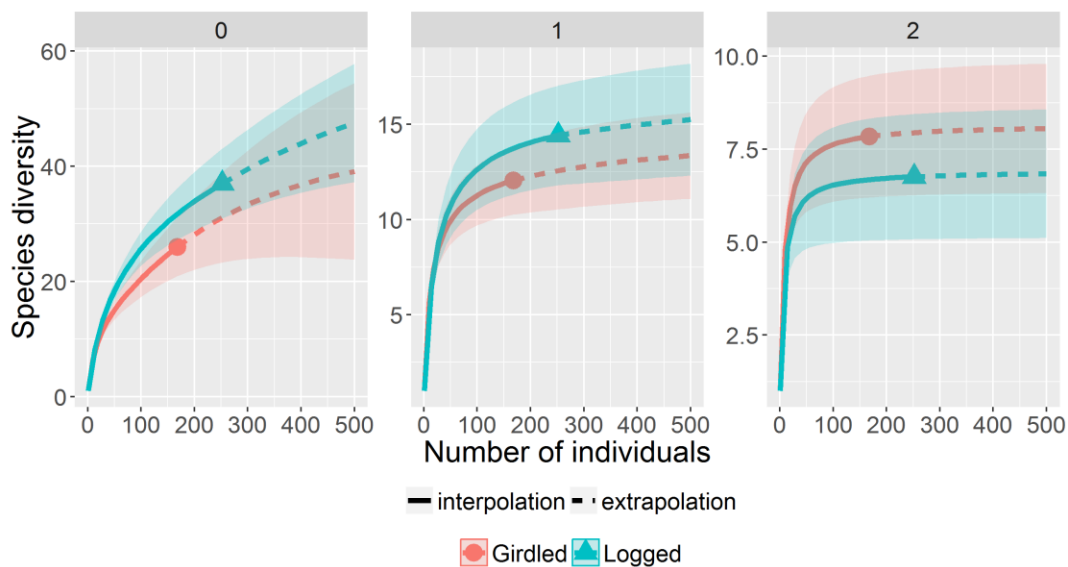 0 1 2
60
40
20
0
15
10
5
10.0
7.5
5.0
2.5
Species diversity
0 100 200 300 400 500 0 100 200 300 400 500 0 100 200 300 400 500
Number of individuals
interpolation extrapolation
Girdled Logged